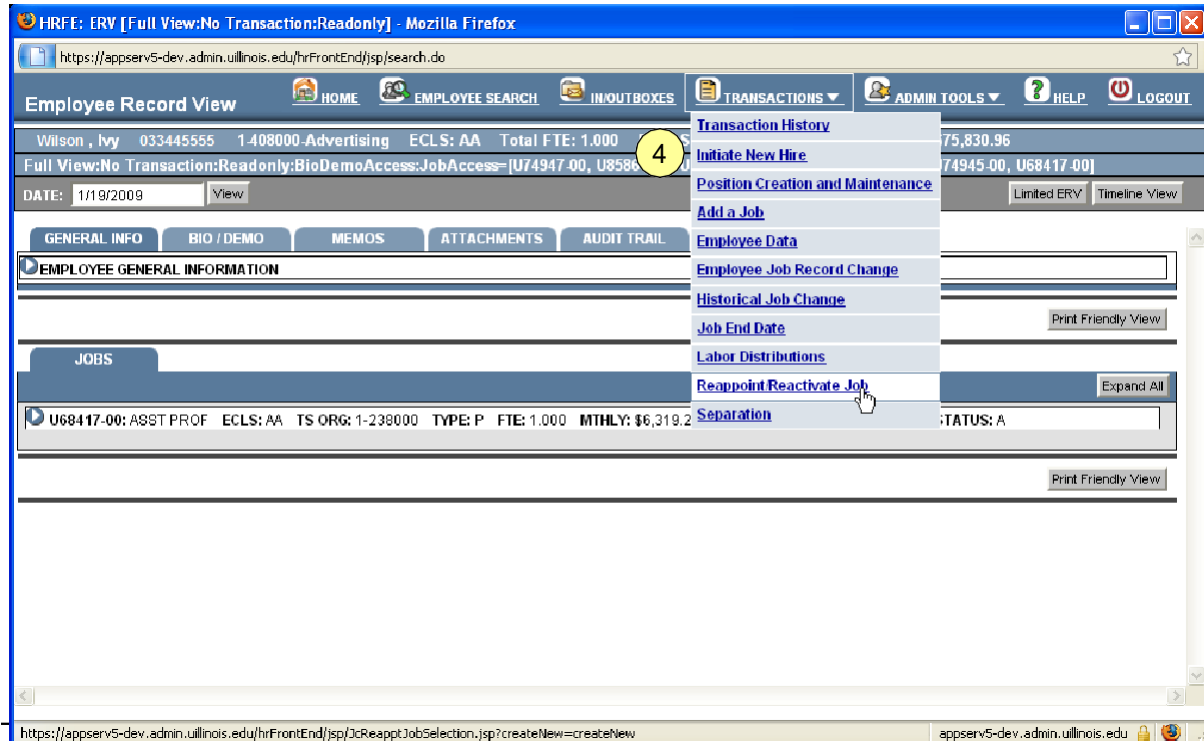 HRFE: ERV [Full View:No Transaction:Readonly] - Mozilla Firefox
https://appserv5-dev.admin.uillinois.edu/hrFrontEnd/jsp/search.do
Employee Record View HOME EMPLOYEE SEARCH IN/OUTBOXES TRANSACTIONS ▼ ADMIN TOOLS ▼ HELP LOGOUT
Wilson , Ivy 033445555 1-408000-Advertising ECLS: AA Total FTE: 1.000 75,830.96
Full View:No Transaction:Readonly:BioDemoAccess:JobAccess=[U74947-00, U858 74945-00, U68417-00]
4
DATE: 1/19/2009 View Limited ERV Timeline View
Transaction History
Initiate New Hire
Position Creation and Maintenance
Add a Job
Employee Data
Employee Job Record Change
Historical Job Change
Job End Date
Labor Distributions
Reappoint/Reactivate Job
Separation
GENERAL INFO BIO / DEMO MEMOS ATTACHMENTS AUDIT TRAIL
EMPLOYEE GENERAL INFORMATION
Print Friendly View
JOBS
Expand All
U68417-00: ASST PROF ECLS: AA TS ORG: 1-238000 TYPE: P FTE: 1.000 MTHLY: $6,319.2 TATUS: A
Print Friendly View
https://appserv5-dev.admin.uillinois.edu/hrFrontEnd/jsp/JcReapptJobSelection.jsp?createNew=createNew appserv5-dev.admin.uillinois.edu